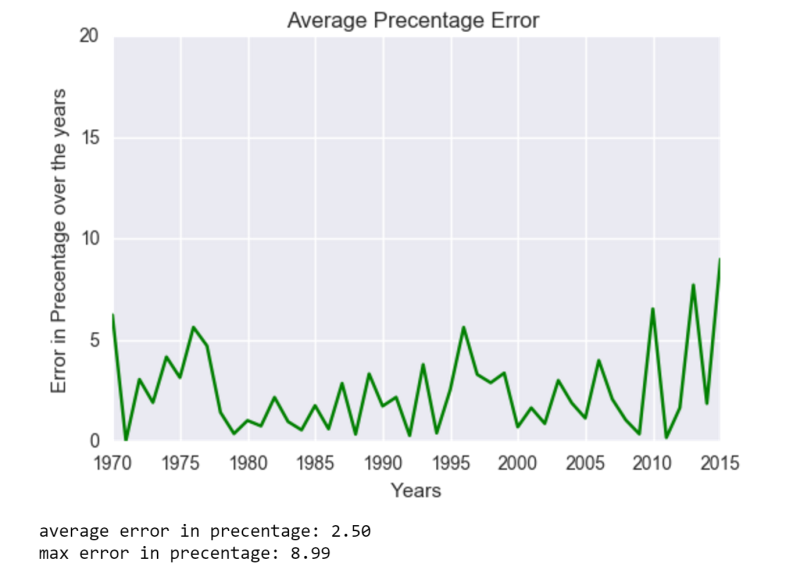 Average Precentage Error
Error in Precentage over the years
20
15
10
5
0
1970 1975 1980 1985 1990 1995 2000 2005 2010 2015
Years
average error in precentage: 2.50
max error in precentage: 8.99